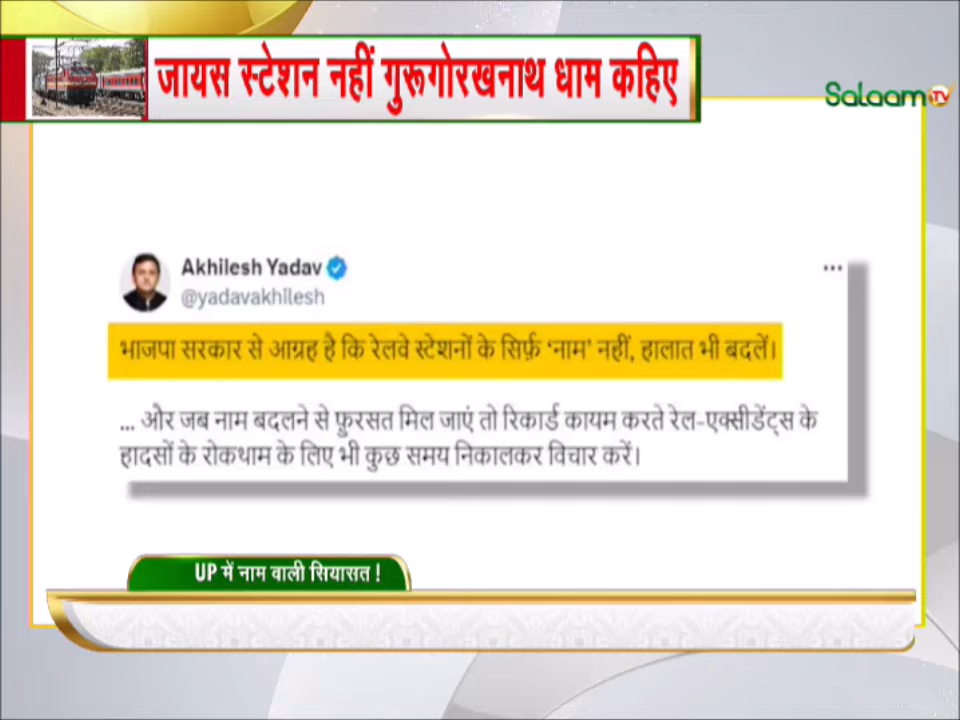 जायस स्टेशन नहीं गुरूगोरखनाथ धाम कहिए
Salaam TV
Akhilesh Yadav
@yadavakhilesh
भाजपा सरकार से आग्रह है कि रेलवे स्टेशनों के सिर्फ़ ‘नाम’ नहीं, हालात भी बदलें।
... और जब नाम बदलने से फ़ुरसत मिल जाएं तो रिकार्ड कायम करते रेल-एक्सीडेंट्स के
हादसों के रोकथाम के लिए भी कुछ समय निकालकर विचार करें।
UP में नाम वाली सियासत !